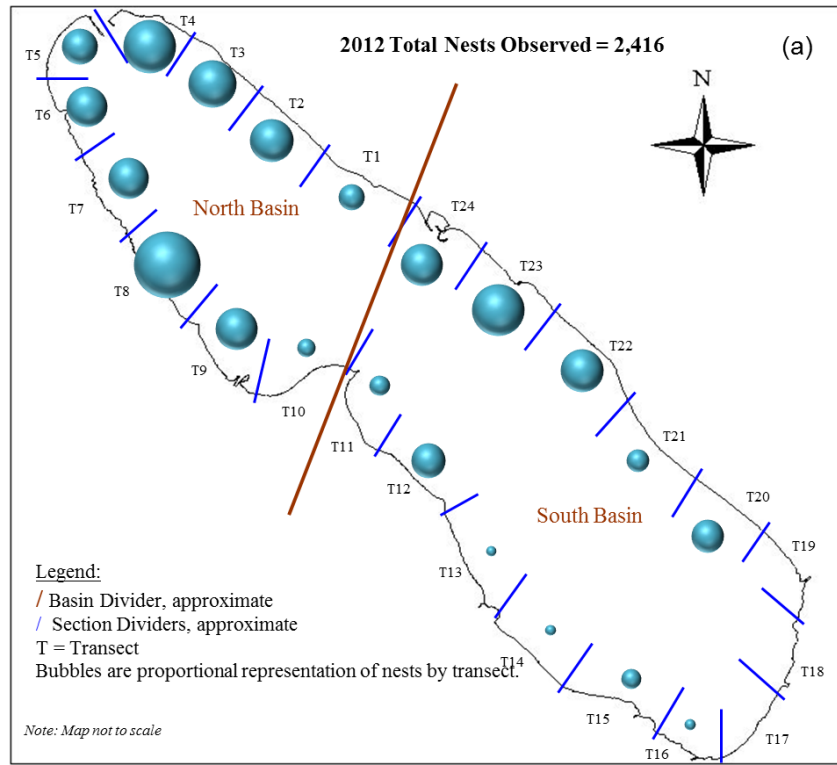 2012 Total Nests Observed = 2,416
(a)
N
T4
T5
T3
T6
T2
T1
T7
North Basin
T24
T23
T8
T22
T9
T10
T11
T21
T12
South Basin
T20
T19
T13
T14
T18
T15
T17
T16
Legend:
/ Basin Divider, approximate
/ Section Dividers, approximate
T = Transect
Bubbles are proportional representation of nests by transect.
Note: Map not to scale